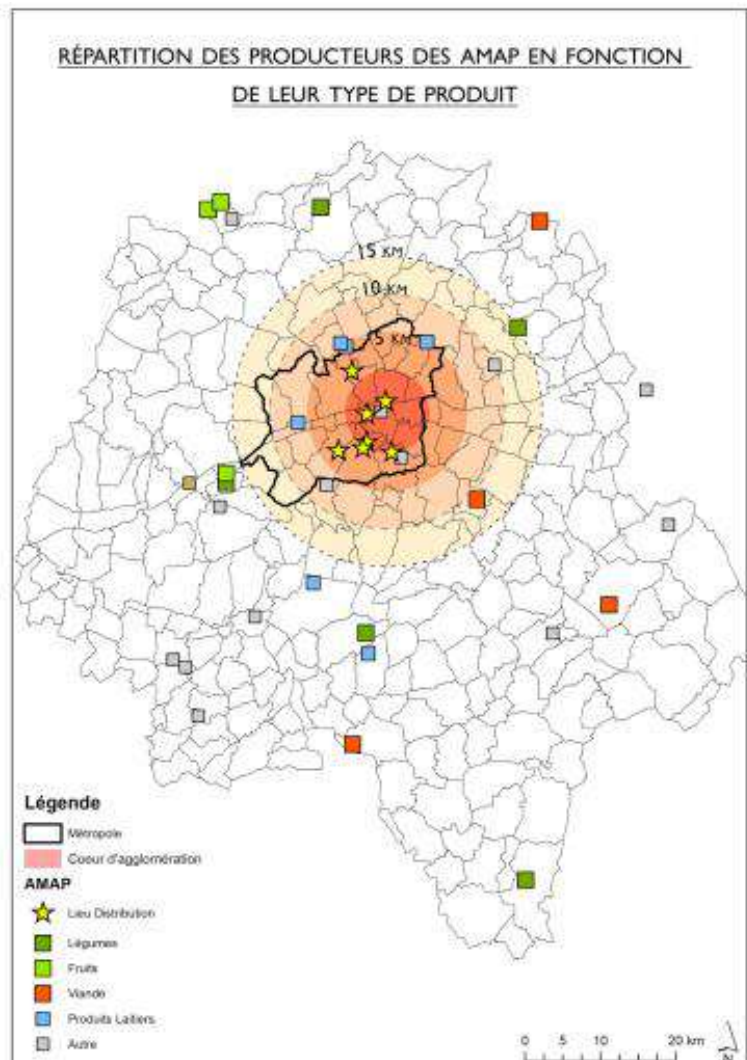 RÉPARTITION DES PRODUCTEURS DES AMAP EN FONCTION
DE LEUR TYPE DE PRODUIT
15 KM
10 KM
5 KM
Légende
Métropole
Coeur d'agglomération
AMAP
Lieu Distribution
Légumes
Fruits
Viande
Produits Laitiers
Autre
0 5 10 20 km
N